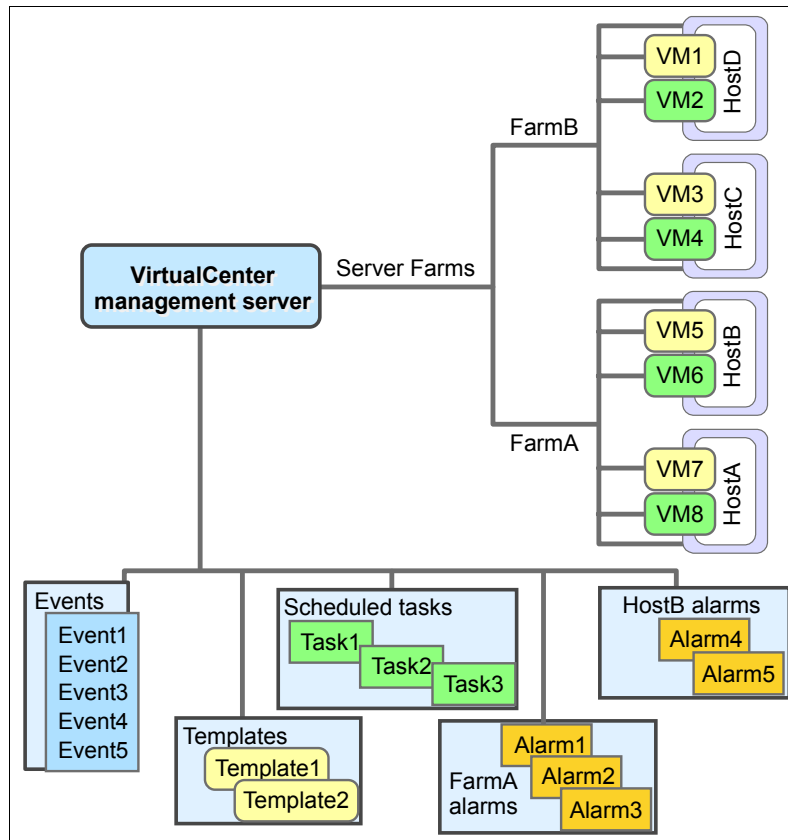 VM1
VM2
HostD
FarmB
VM3
VM4
HostC
VirtualCenter
management server
Server Farms
VM5
VM6
HostB
FarmA
VM7
VM8
HostA
Events
Event1
Event2
Event3
Event4
Event5
Templates
Template1
Template2
Scheduled tasks
Task1
Task2
Task3
FarmA
alarms
Alarm1
Alarm2
Alarm3
HostB alarms
Alarm4
Alarm5